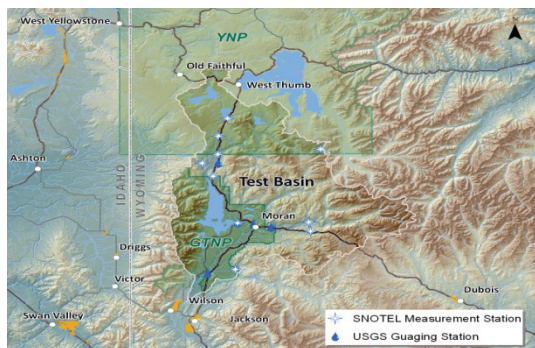 West Yellowstone
YNP
Old Faithful
West Thumb
Ashton
IDAHO
WYOMING
Test Basin
Moran
GTNP
Driggs
Victor
Wilson
Dubois
Swan Valley
Jackson
SNOTEL Measurement Station
USGS Guaging Station